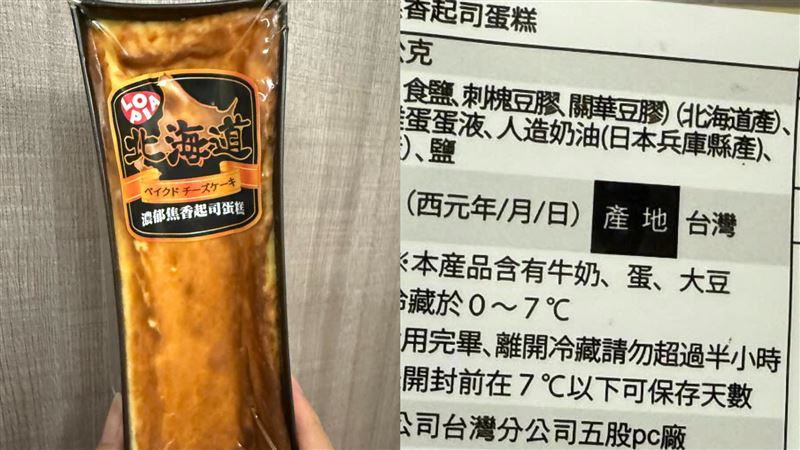 LOPIA
北海道
ベイクド チーズケーキ
濃郁焦香起司蛋糕
焦香起司蛋糕
公克
食鹽、刺槐豆膠、關華豆膠)(北海道產)、
蛋蛋液、人造奶油(日本兵庫縣產)、
)、鹽
(西元年/月/日) 產地 台灣
※本產品含有牛奶、蛋、大豆
冷藏於0～7℃
用完畢、離開冷藏請勿超過半小時
開封前在7℃以下可保存天數
公司台灣分公司五股pc廠